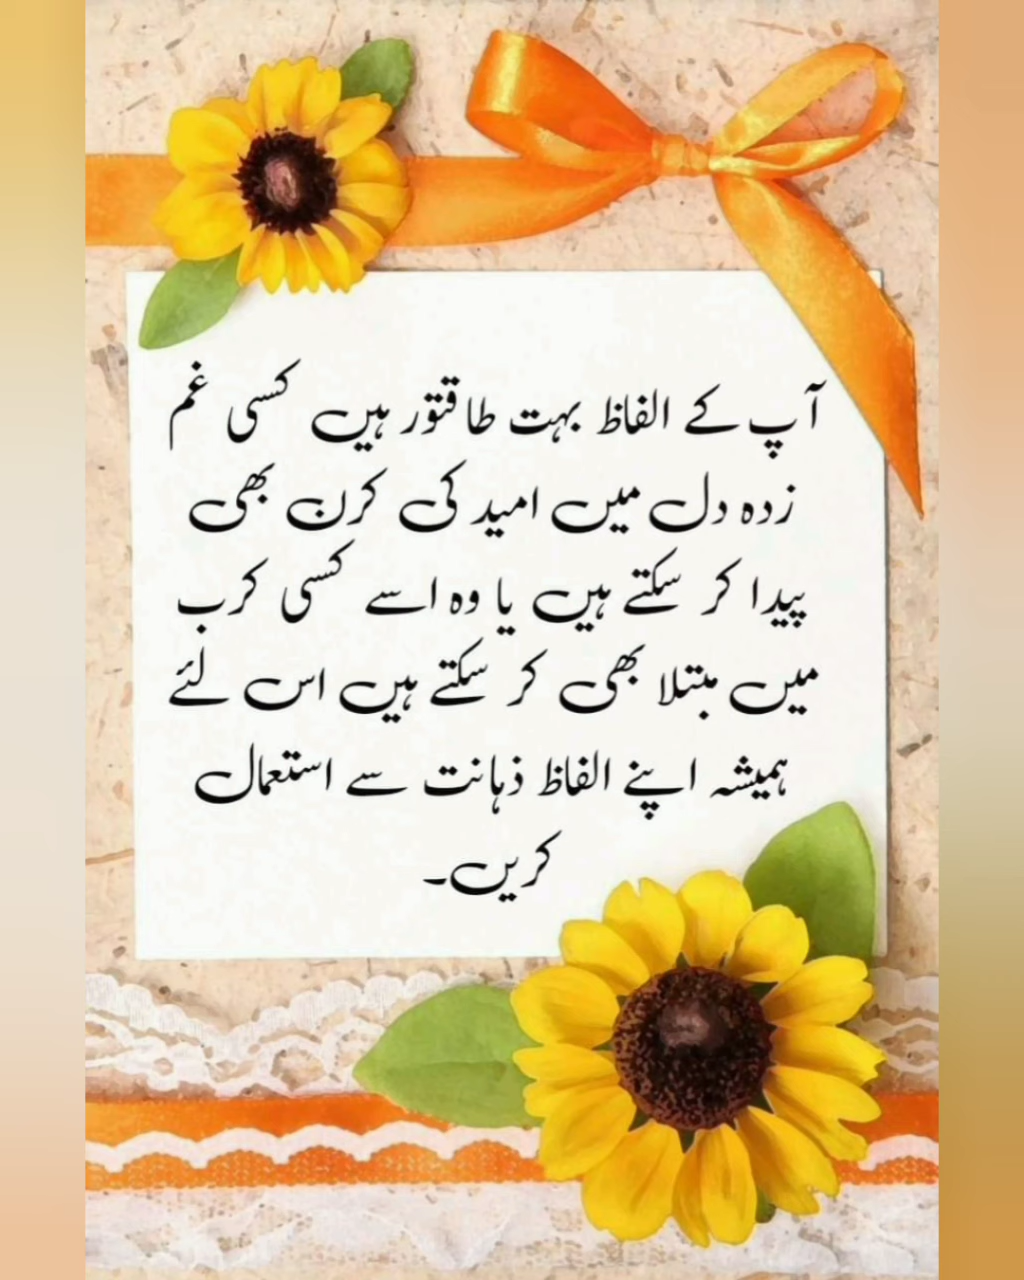 آپ کے الفاظ بہت طاقتور ہیں کسی غم
زدہ دل میں امید کی کرن بھی
پیدا کر سکتے ہیں یا وہ اسے کسی کرب
میں مبتلا بھی کر سکتے ہیں اس لئے
ہمیشہ اپنے الفاظ ذہانت سے استعمال
کریں۔